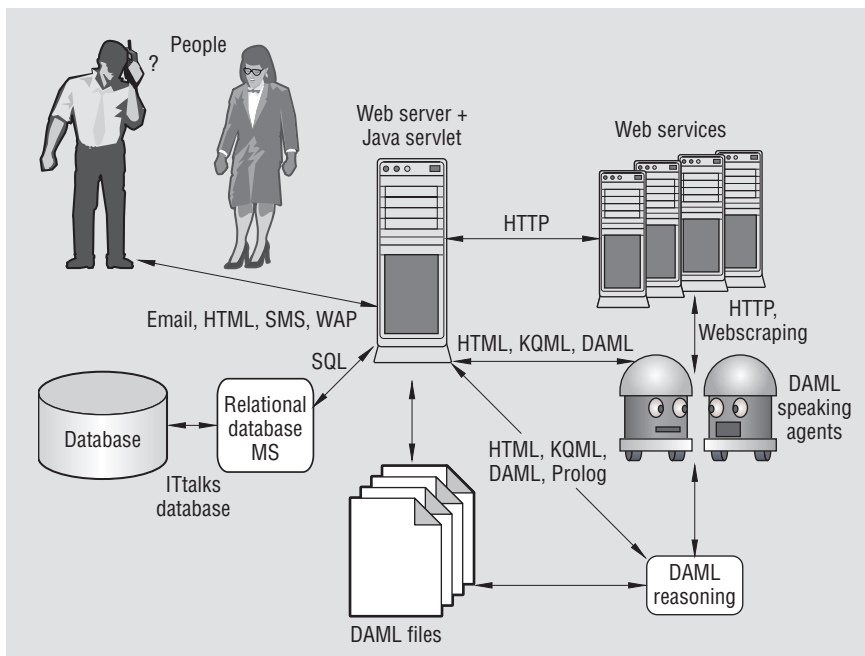 People
?
Web server +
Java servlet
Web services
HTTP
Email, HTML, SMS, WAP
HTTP,
Webscraping
HTML, KQML, DAML
SQL
DAML
speaking
agents
Database
Relational
database
MS
ITtalks
database
HTML, KQML,
DAML, Prolog
DAML
reasoning
DAML files